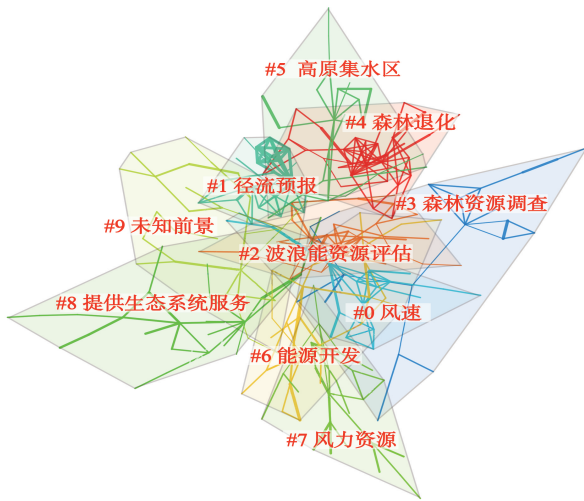 #5 高原集水区
#4 森林退化
#1 径流预报
#3 森林资源调查
#9 未知前景
#2 波浪能资源评估
#8 提供生态系统服务
#0 风速
#6 能源开发
#7 风力资源